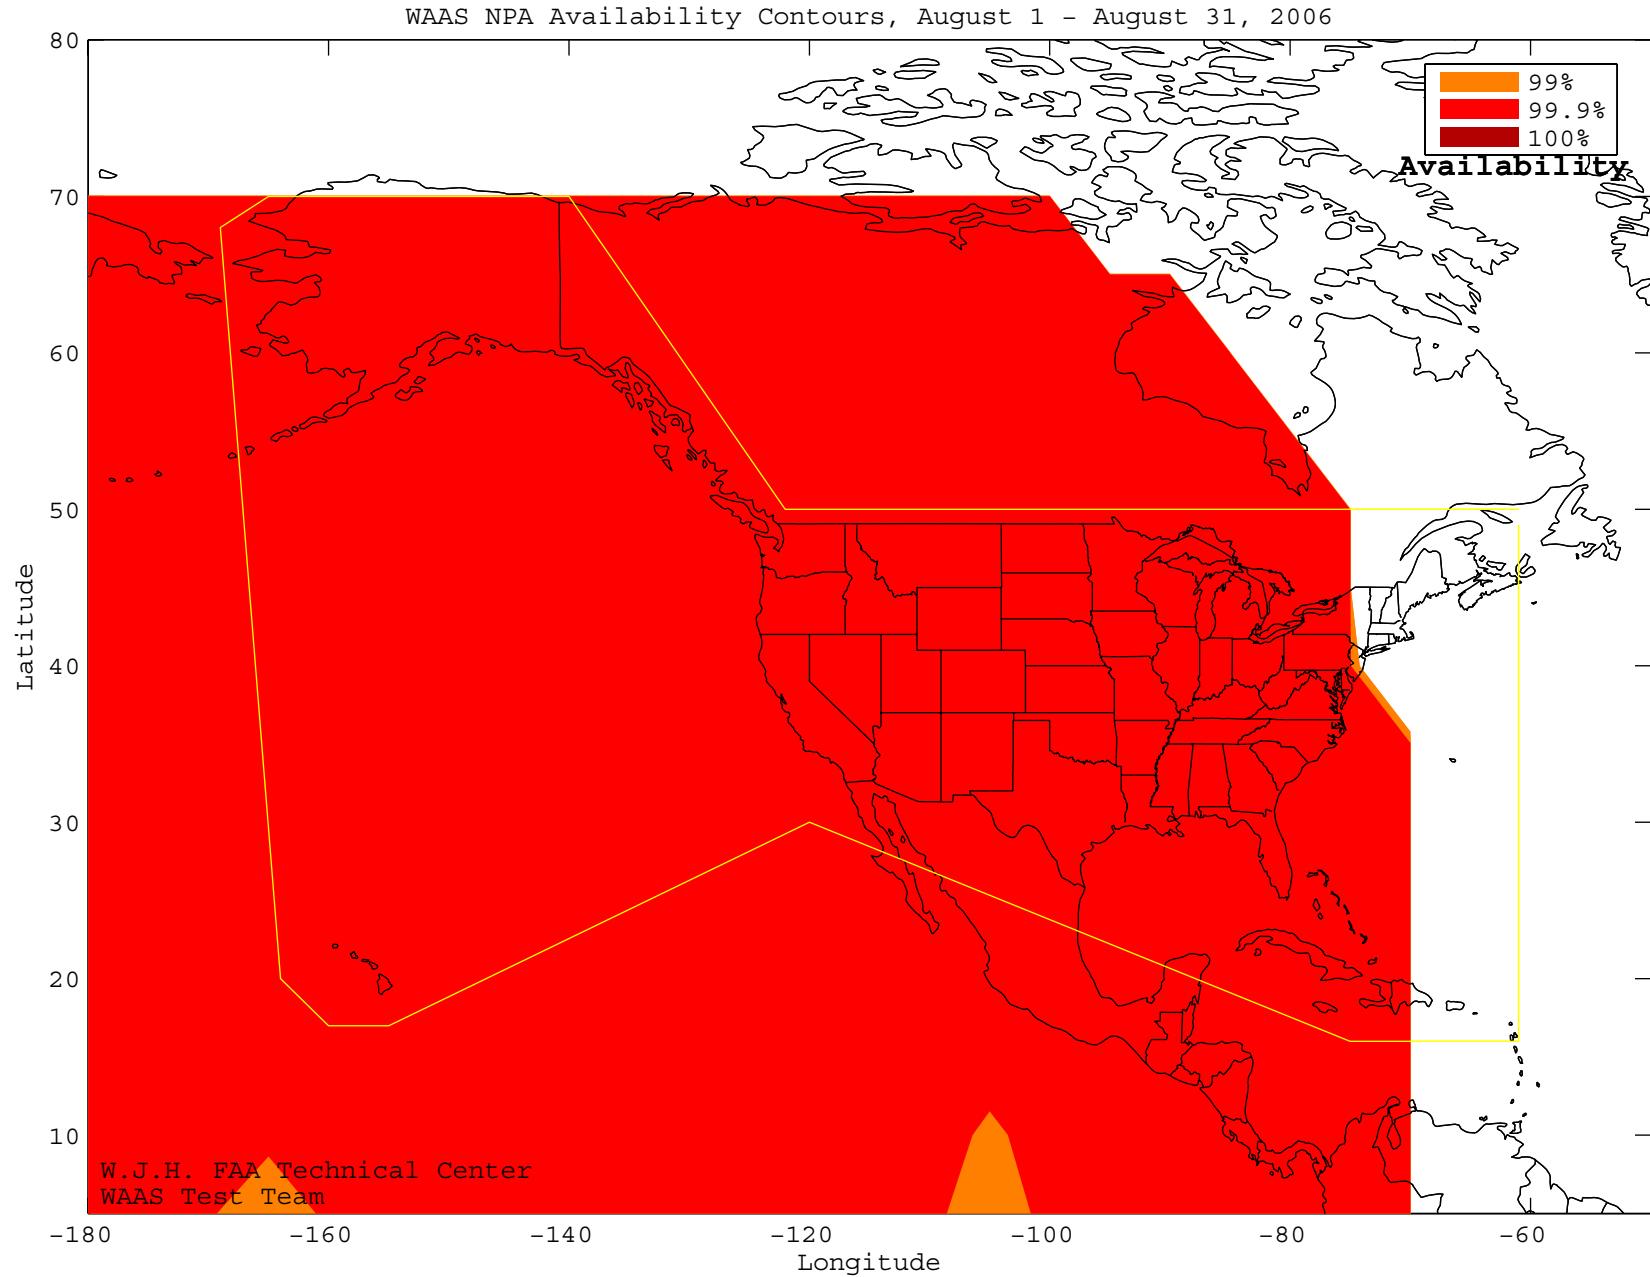 WAAS NPA Availability Contours, August 1 - August 31, 2006
80
70
60
50
40
30
20
10
Latitude
99%
99.9%
100%
Availability
W.J.H. FAA Technical Center
WAAS Test Team
-180 -160 -140 -120 -100 -80 -60
Longitude